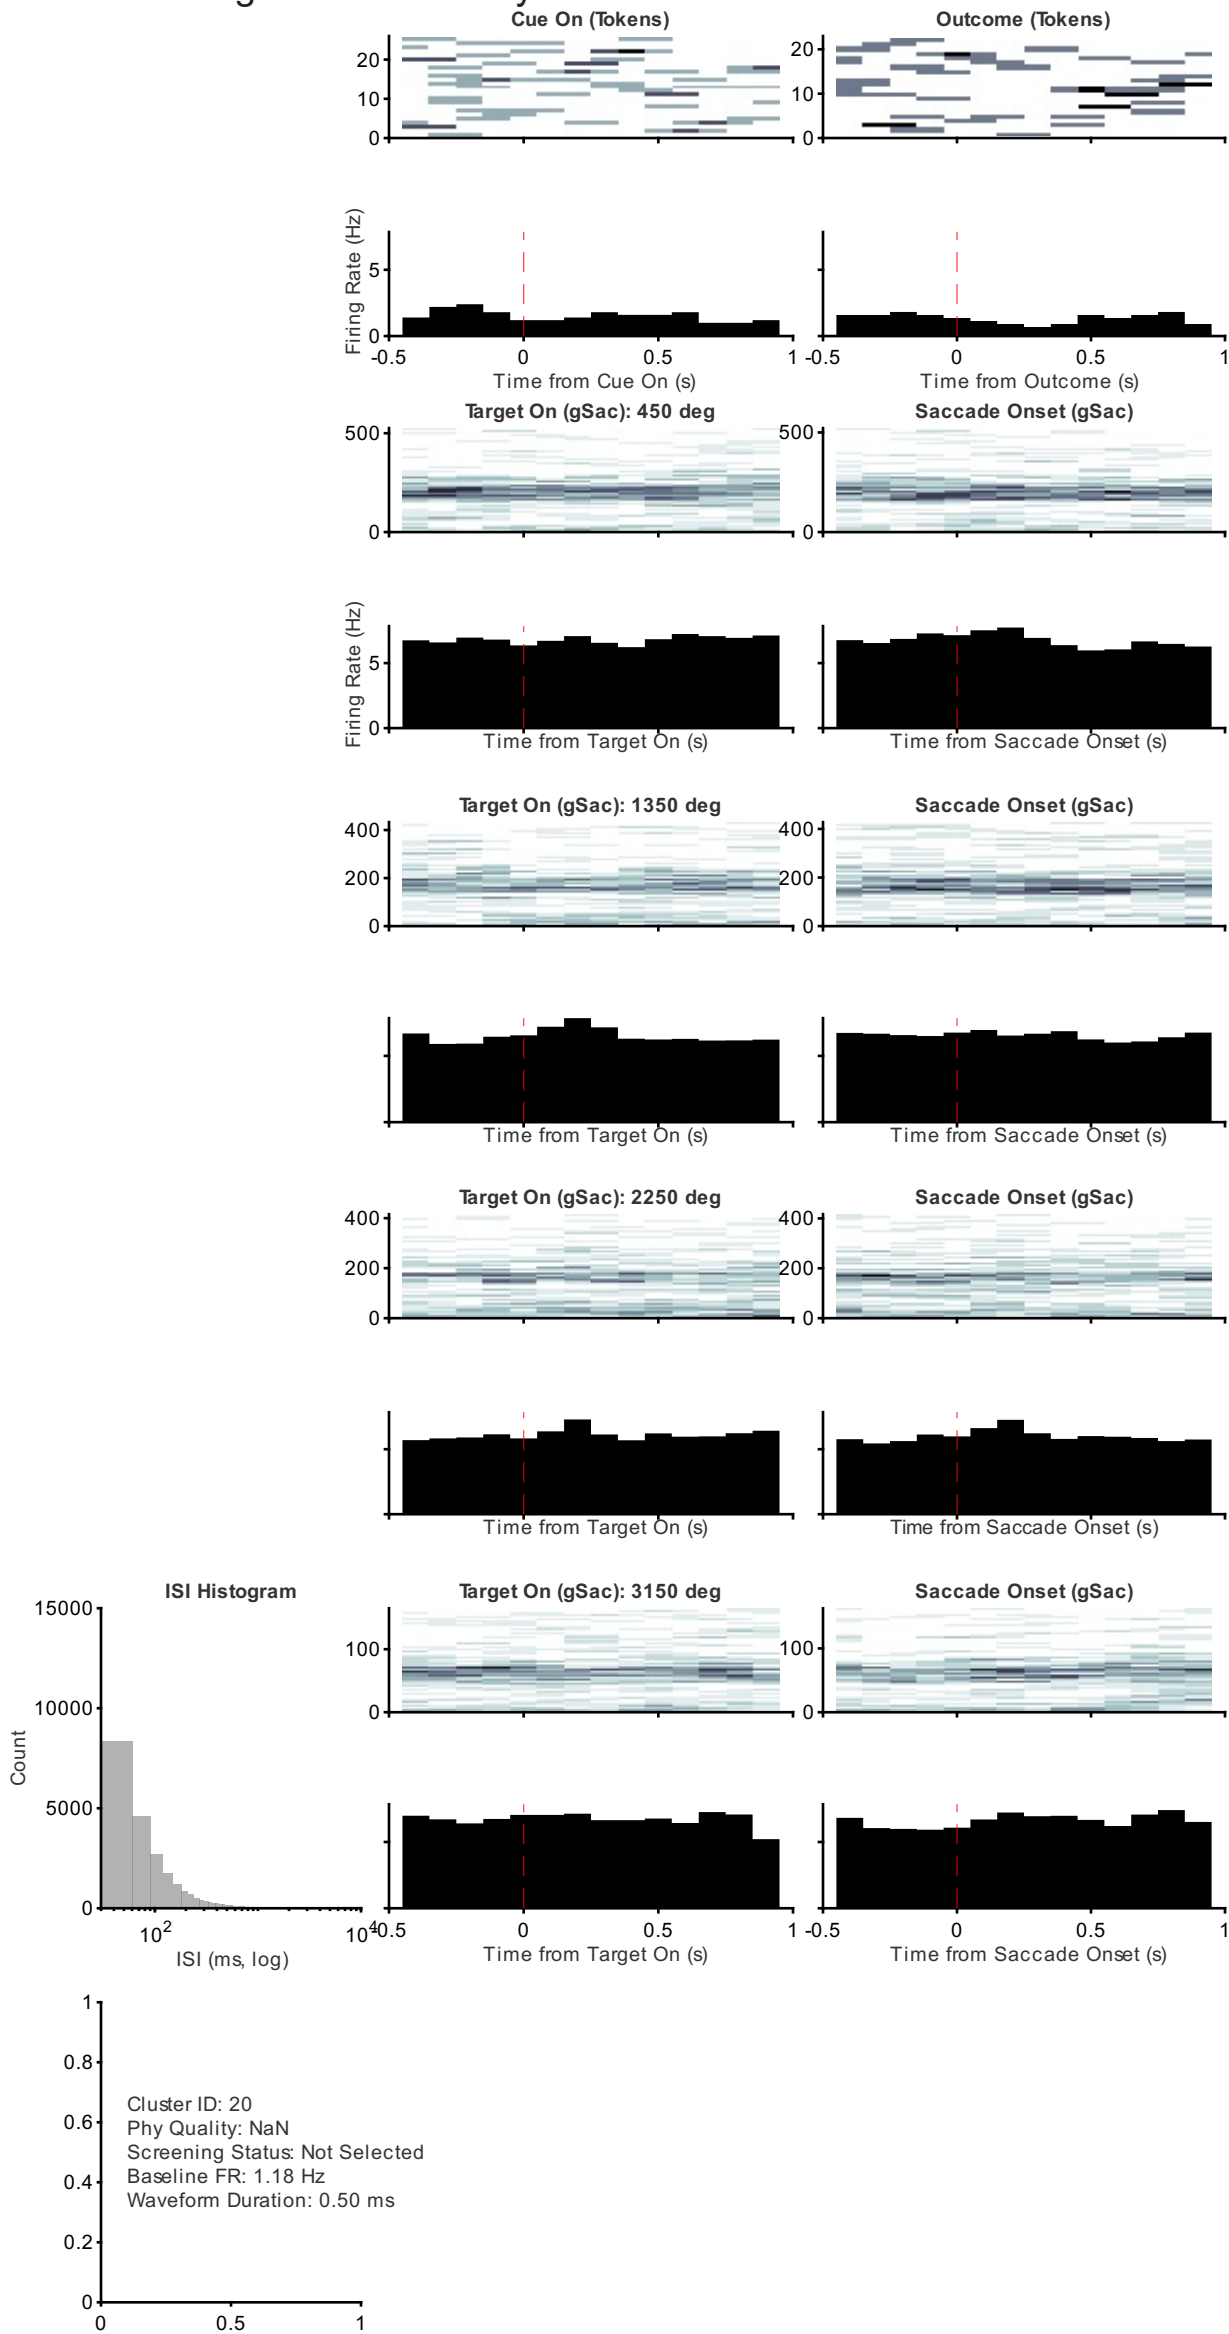 Cue On (Tokens)
Outcome (Tokens)
20
10
0
20
10
0
Firing Rate (Hz)
5
0
-0.5
0
0.5
1
-0.5
0
0.5
1
Time from Cue On (s)
Time from Outcome (s)
Target On (gSac): 450 deg
Saccade Onset (gSac)
500
0
500
0
Firing Rate (Hz)
5
0
Time from Target On (s)
Time from Saccade Onset (s)
Target On (gSac): 1350 deg
Saccade Onset (gSac)
400
200
0
400
200
0
Time from Target On (s)
Time from Saccade Onset (s)
Target On (gSac): 2250 deg
Saccade Onset (gSac)
400
200
0
400
200
0
Time from Target On (s)
Time from Saccade Onset (s)
ISI Histogram
Target On (gSac): 3150 deg
Saccade Onset (gSac)
15000
10000
5000
0
Count
10²
10⁴
ISI (ms, log)
100
0
100
0
-0.5
0
0.5
1
-0.5
0
0.5
1
Time from Target On (s)
Time from Saccade Onset (s)
1
0.8
0.6
0.4
0.2
0
Cluster ID: 20
Phy Quality: NaN
Screening Status: Not Selected
Baseline FR: 1.18 Hz
Waveform Duration: 0.50 ms
0
0.5
1